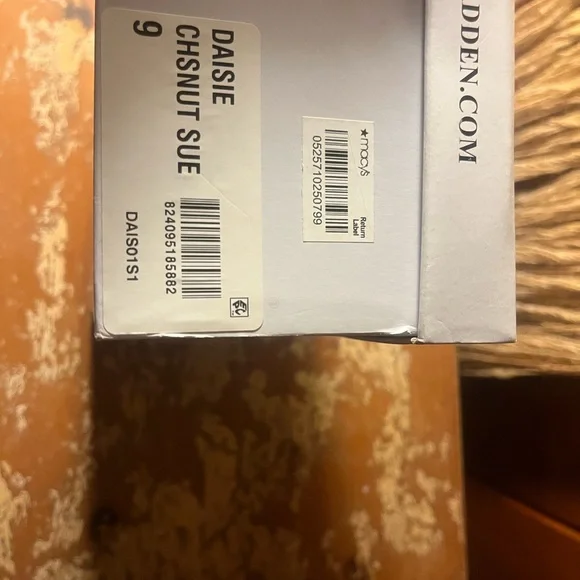 DAISIE
CHSNUT SUE
9
824095185882
DAIS01S1
★macy's
0525710250799
Return
Label
DDEN.COM